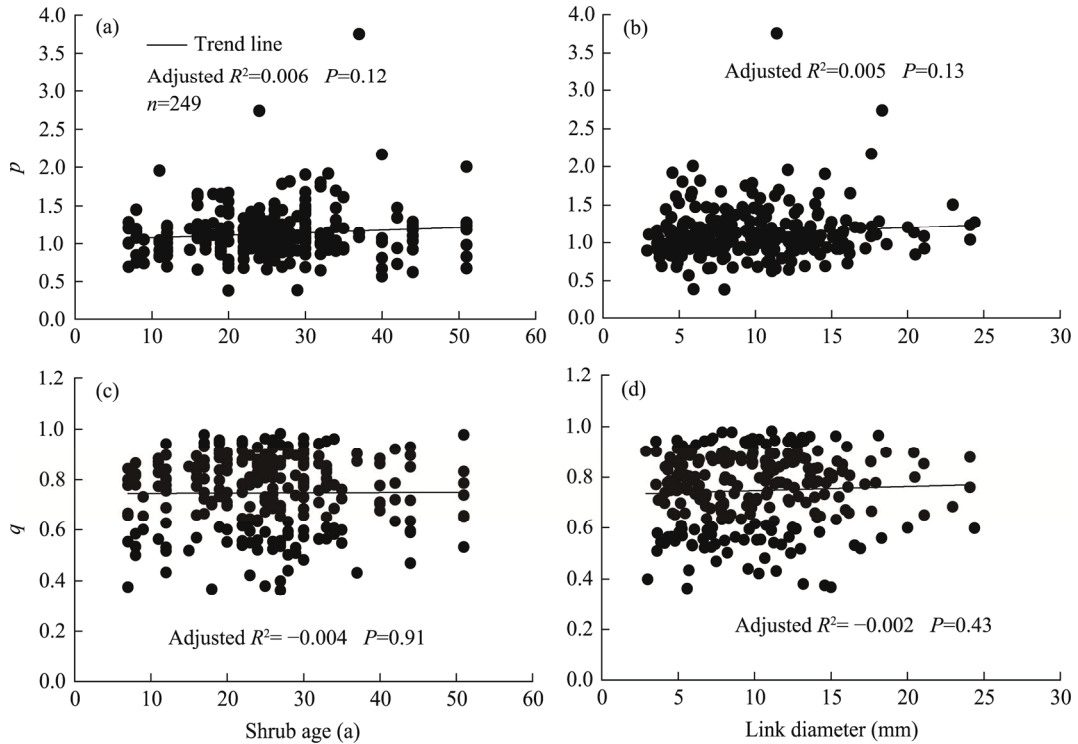 (a)
Trend line
Adjusted R²=0.006 P=0.12
n=249
p
4.0
3.5
3.0
2.5
2.0
1.5
1.0
0.5
0.0
0 10 20 30 40 50 60
(b)
Adjusted R²=0.005 P=0.13
4.0
3.5
3.0
2.5
2.0
1.5
1.0
0.5
0.0
0 5 10 15 20 25 30
(c)
Adjusted R²= −0.004 P=0.91
q
1.2
1.0
0.8
0.6
0.4
0.2
0.0
0 10 20 30 40 50 60
Shrub age (a)
(d)
Adjusted R²= −0.002 P=0.43
1.2
1.0
0.8
0.6
0.4
0.2
0.0
0 5 10 15 20 25 30
Link diameter (mm)